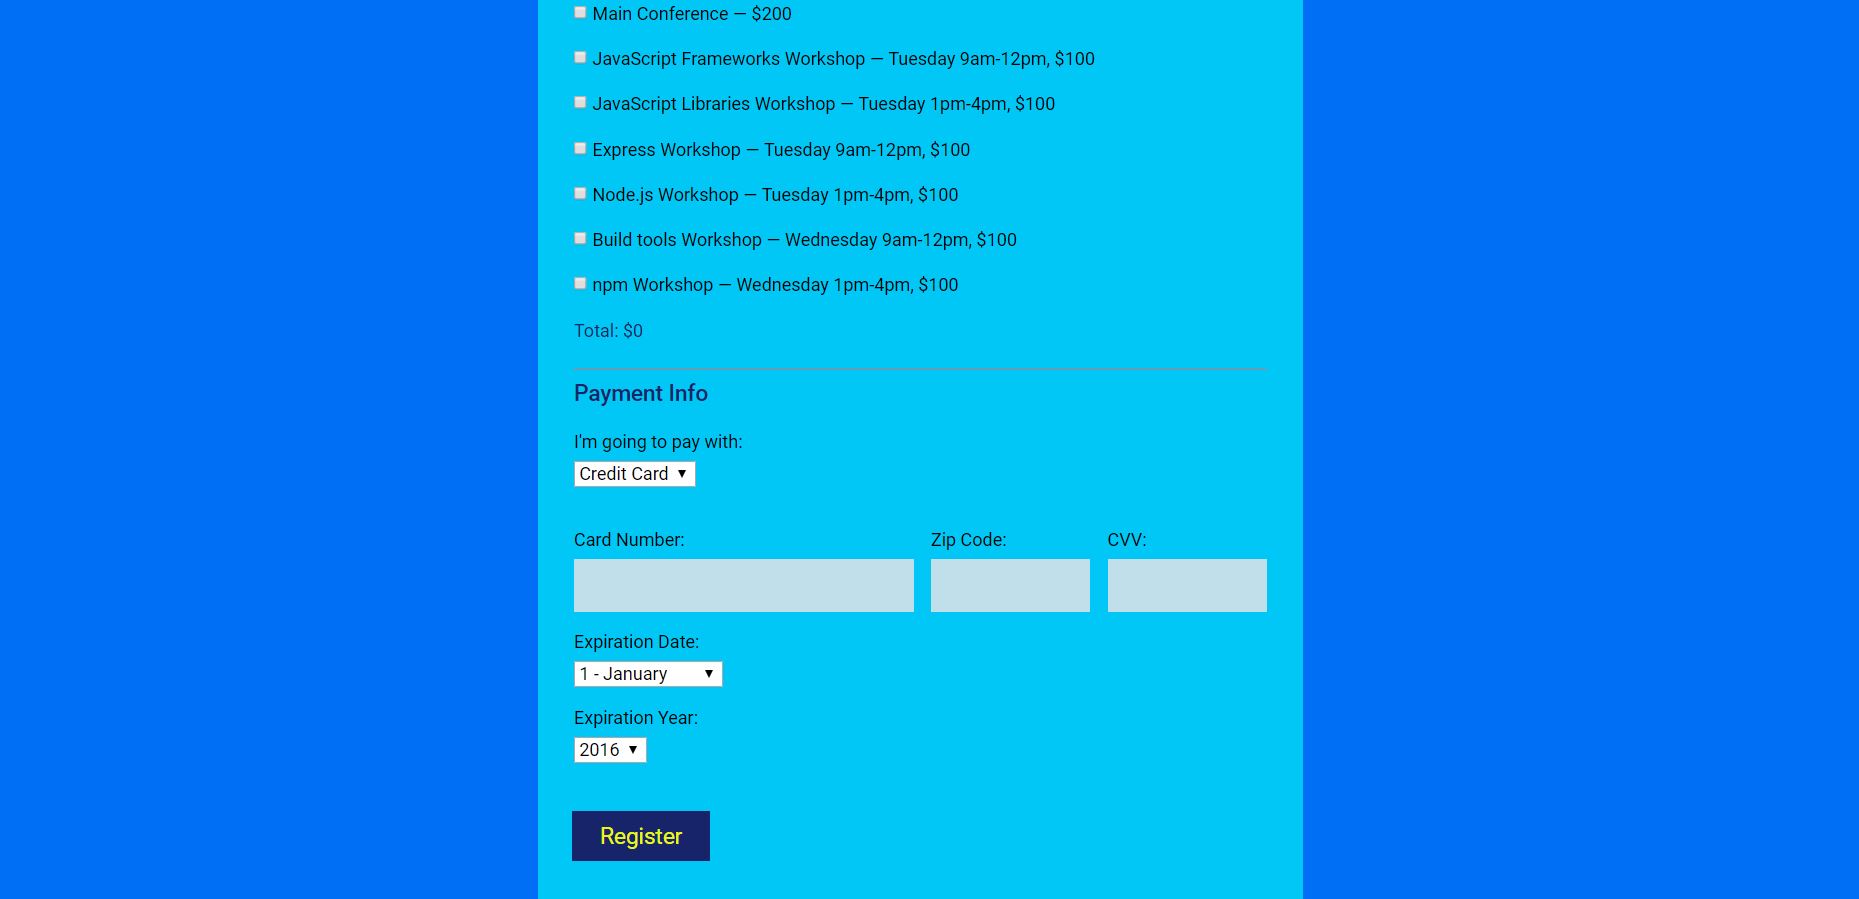 Main Conference — $200
JavaScript Frameworks Workshop — Tuesday 9am-12pm, $100
JavaScript Libraries Workshop — Tuesday 1pm-4pm, $100
Express Workshop — Tuesday 9am-12pm, $100
Node.js Workshop — Tuesday 1pm-4pm, $100
Build tools Workshop — Wednesday 9am-12pm, $100
npm Workshop — Wednesday 1pm-4pm, $100
Total: $0
Payment Info
I'm going to pay with:
Credit Card
Card Number: Zip Code: CVV:
Expiration Date:
1 - January
Expiration Year:
2016
Register